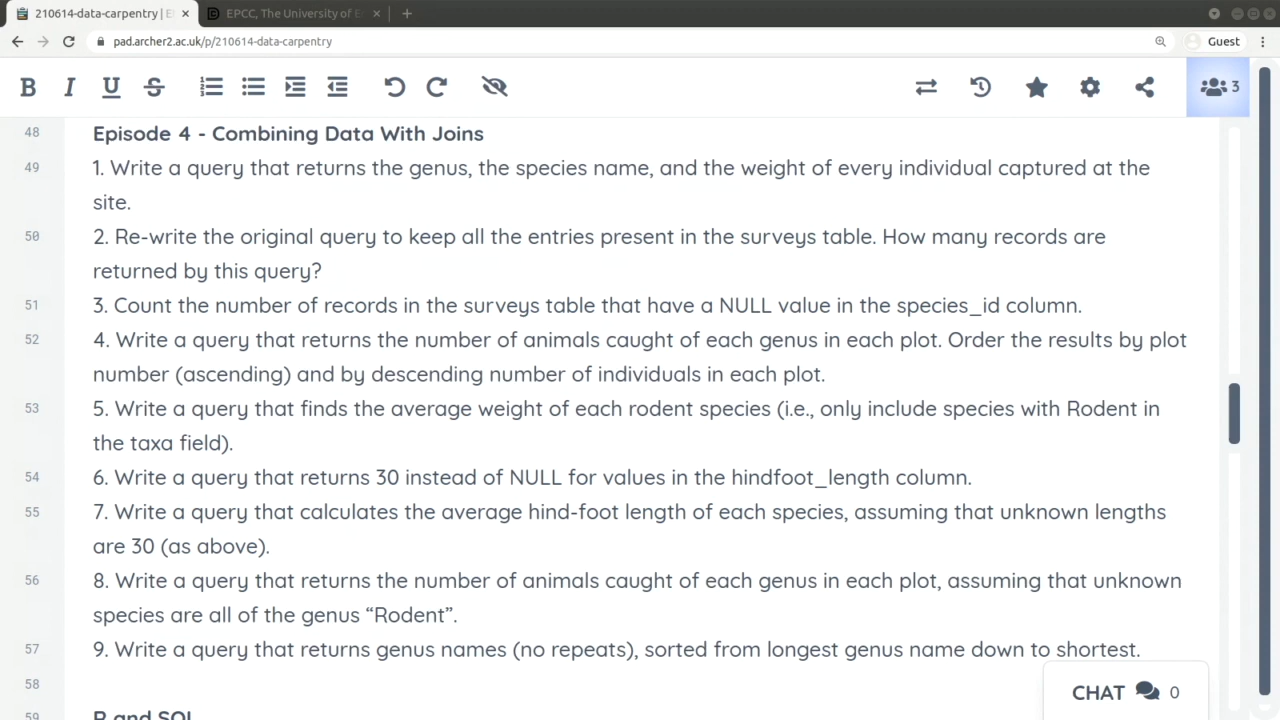 210614-data-carpentry | E
EPCC, The University of E
pad.archer2.ac.uk/p/210614-data-carpentry
Guest
B I U S
3
48 Episode 4 - Combining Data With Joins
49 1. Write a query that returns the genus, the species name, and the weight of every individual captured at the
site.
50 2. Re-write the original query to keep all the entries present in the surveys table. How many records are
returned by this query?
51 3. Count the number of records in the surveys table that have a NULL value in the species_id column.
52 4. Write a query that returns the number of animals caught of each genus in each plot. Order the results by plot
number (ascending) and by descending number of individuals in each plot.
53 5. Write a query that finds the average weight of each rodent species (i.e., only include species with Rodent in
the taxa field).
54 6. Write a query that returns 30 instead of NULL for values in the hindfoot_length column.
55 7. Write a query that calculates the average hind-foot length of each species, assuming that unknown lengths
are 30 (as above).
56 8. Write a query that returns the number of animals caught of each genus in each plot, assuming that unknown
species are all of the genus “Rodent”.
57 9. Write a query that returns genus names (no repeats), sorted from longest genus name down to shortest.
58
CHAT 0
59 R and SQL